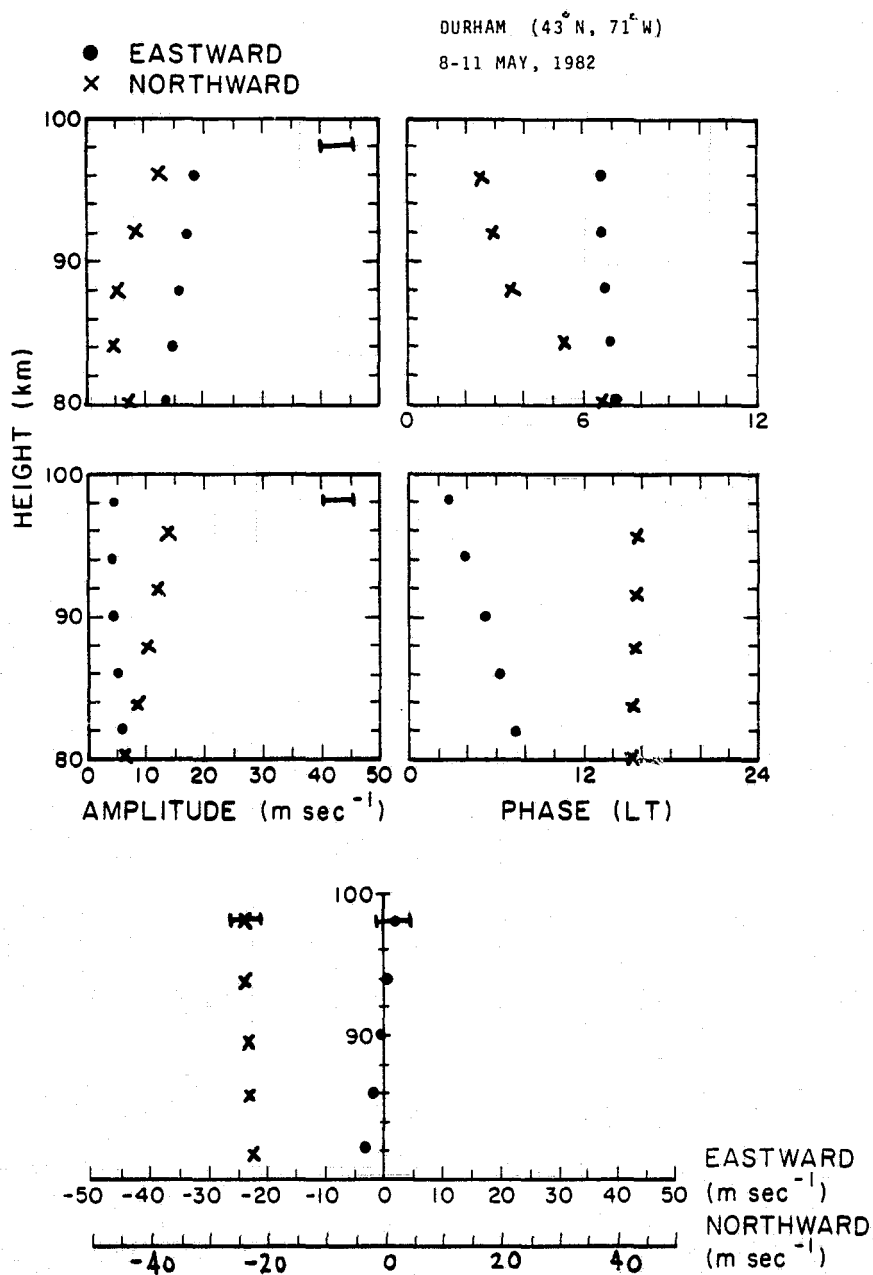 DURHAM (43°N, 71°W)
8-11 MAY, 1982
● EASTWARD
× NORTHWARD
100
90
80
0 6 12
HEIGHT (km)
100
90
80
0 10 20 30 40 50
0 12 24
AMPLITUDE (m sec⁻¹)
PHASE (LT)
100
90
-50 -40 -30 -20 -10 0 10 20 30 40 50
EASTWARD
(m sec⁻¹)
NORTHWARD
-40 -20 0 20 40
(m sec⁻¹)